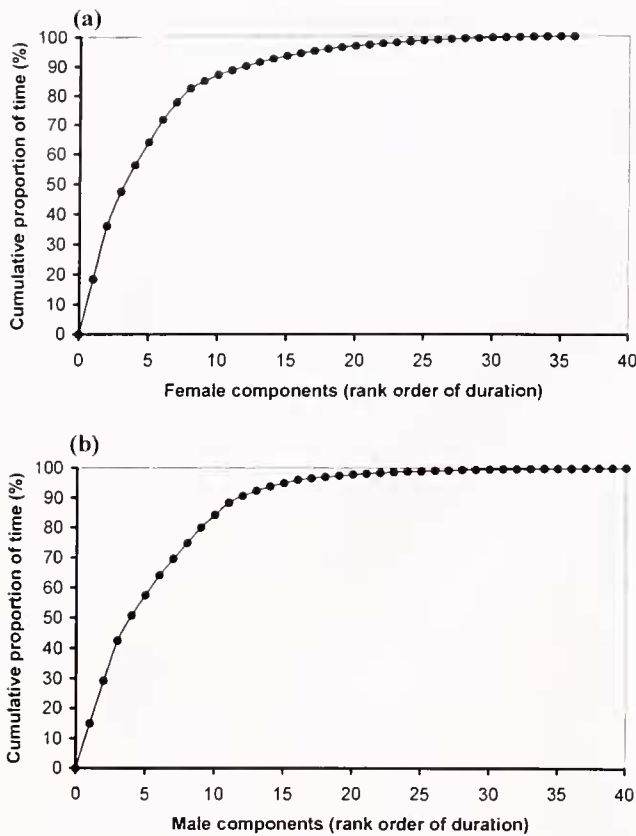 (a)
Cumulative proportion of time (%)
100
90
80
70
60
50
40
30
20
10
0
0 5 10 15 20 25 30 35 40
Female components (rank order of duration)
(b)
Cumulative proportion of time (%)
100
90
80
70
60
50
40
30
20
10
0
0 5 10 15 20 25 30 35 40
Male components (rank order of duration)